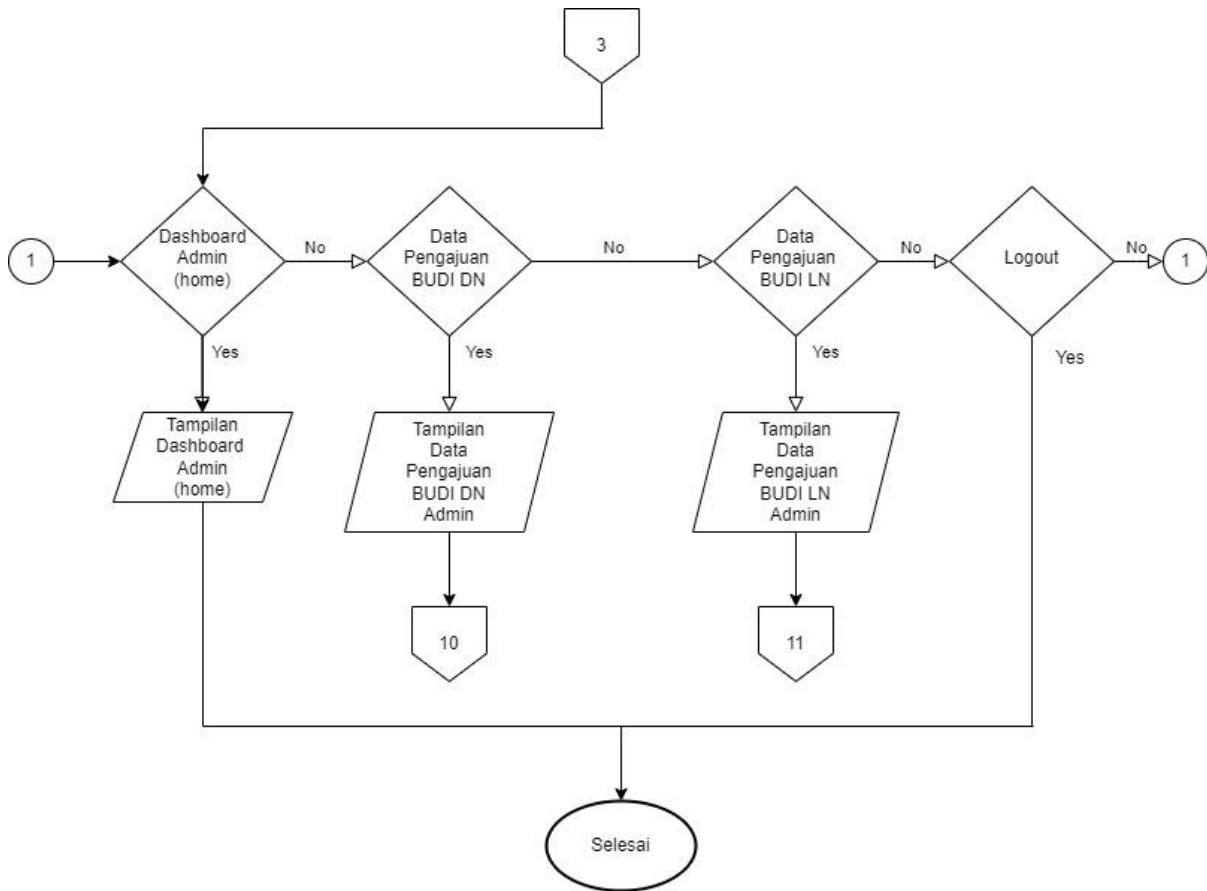 3
1
Dashboard
Admin
(home)
No
Data
Pengajuan
BUDI DN
No
Data
Pengajuan
BUDI LN
No
Logout
No
1
Yes
Yes
Yes
Yes
Tampilan
Dashboard
Admin
(home)
Tampilan
Data
Pengajuan
BUDI DN
Admin
Tampilan
Data
Pengajuan
BUDI LN
Admin
10
11
Selesai